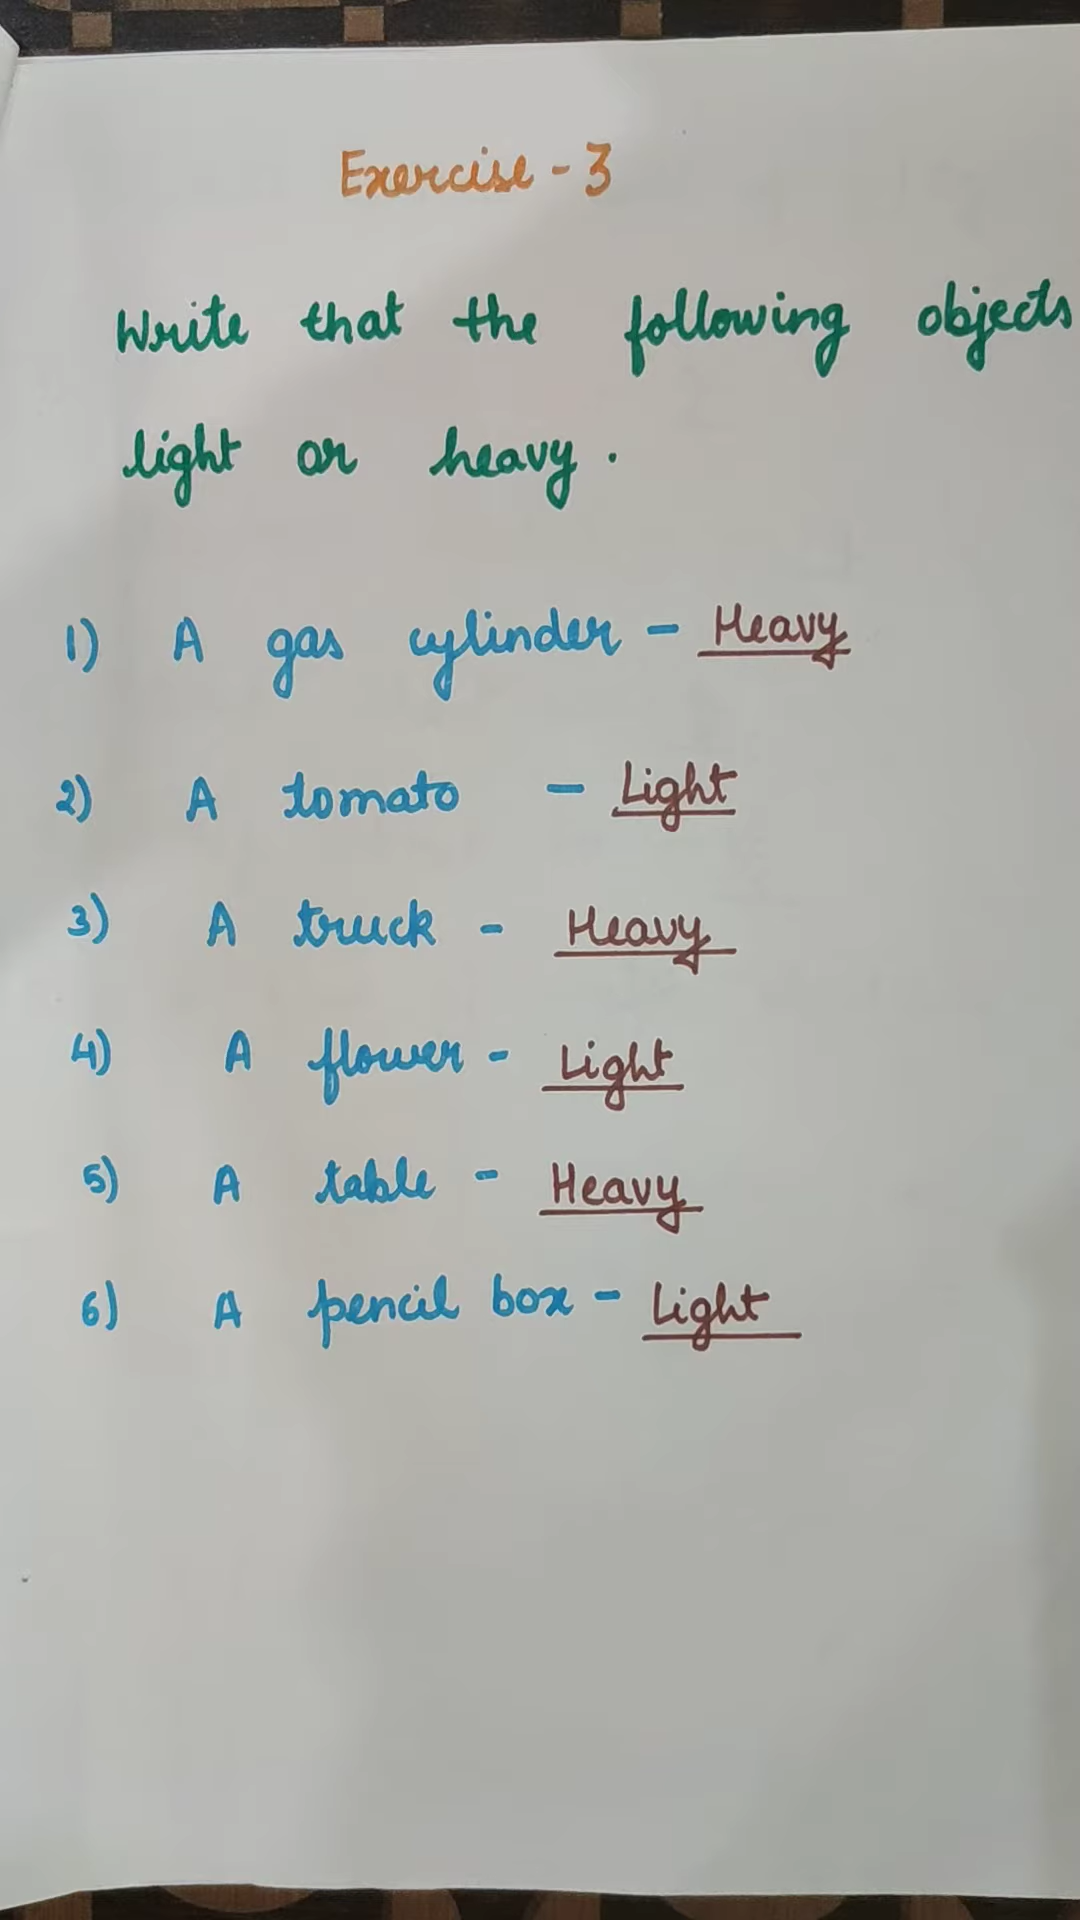 Exercise - 3
Write that the following objects
light or heavy.
1) A gas cylinder - Heavy
2) A tomato - Light
3) A truck - Heavy
4) A flower - Light
5) A table - Heavy
6) A pencil box - Light